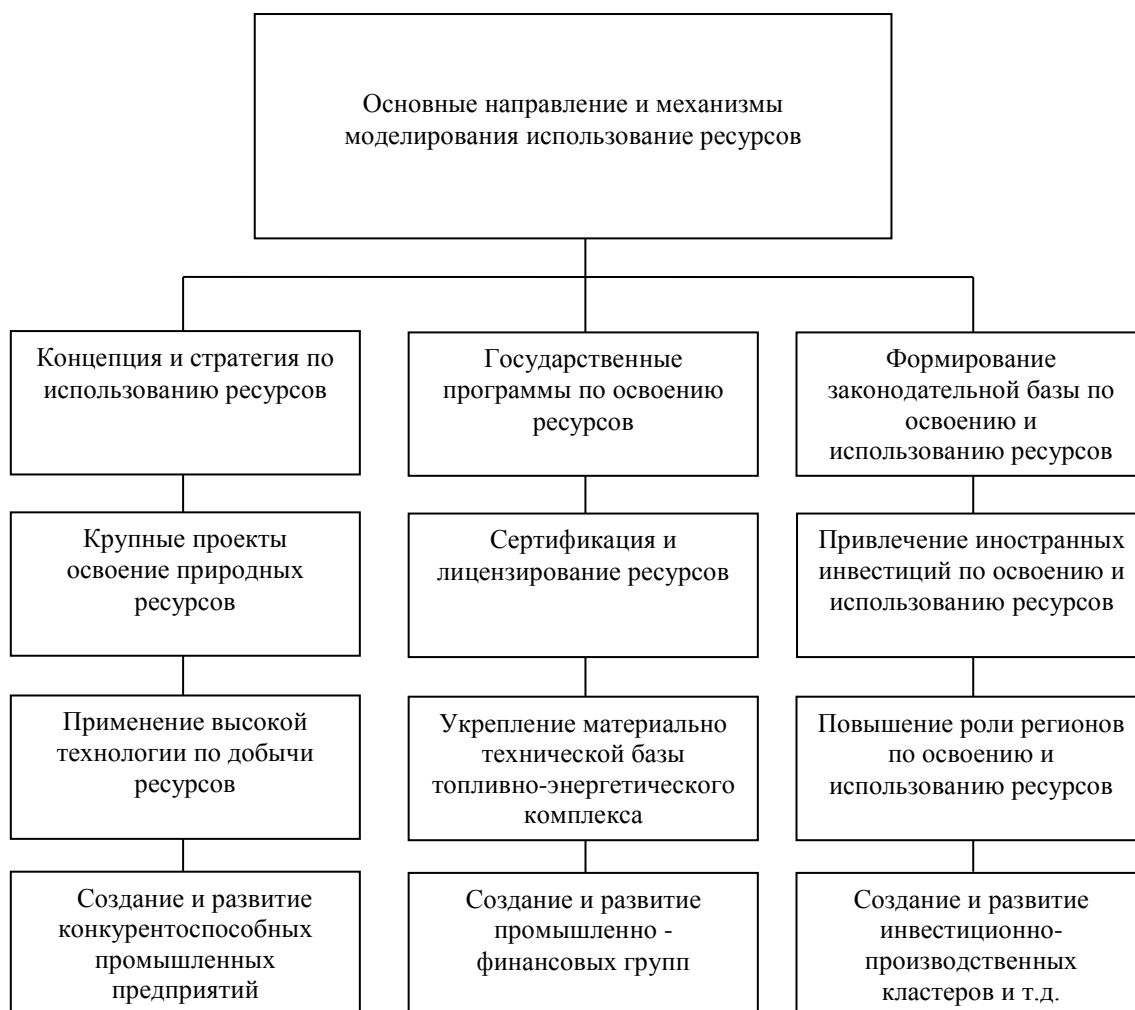 Основные направление и механизмы
моделирования использование ресурсов
Концепция и стратегия по
использованию ресурсов
Государственные
программы по освоению
ресурсов
Формирование
законодательной базы по
освоению и
использованию ресурсов
Крупные проекты
освоение природных
ресурсов
Сертификация и
лицензирование ресурсов
Привлечение иностранных
инвестиций по освоению и
использованию ресурсов
Применение высокой
технологии по добычи
ресурсов
Укрепление материально
технической базы
топливно-энергетического
комплекса
Повышение роли регионов
по освоению и
использованию ресурсов
Создание и развитие
конкурентоспособных
промышленных
предприятий
Создание и развитие
промышленно -
финансовых групп
Создание и развитие
инвестиционно-
производственных
кластеров и т.д.